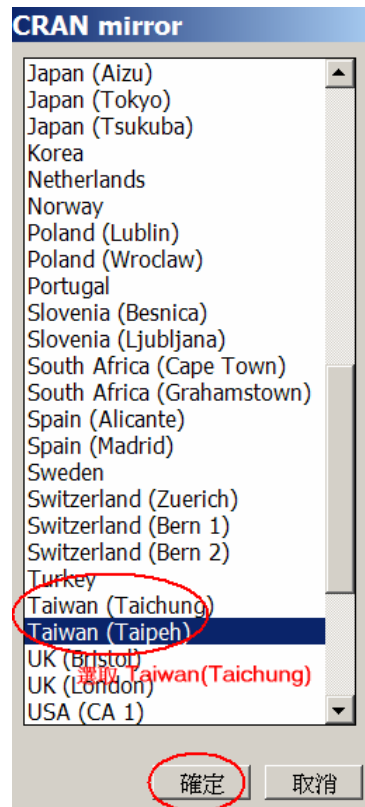 CRAN mirror
Japan (Aizu)
Japan (Tokyo)
Japan (Tsukuba)
Korea
Netherlands
Norway
Poland (Lublin)
Poland (Wroclaw)
Portugal
Slovenia (Besnica)
Slovenia (Ljubljana)
South Africa (Cape Town)
South Africa (Grahamstown)
Spain (Alicante)
Spain (Madrid)
Sweden
Switzerland (Zuerich)
Switzerland (Bern 1)
Switzerland (Bern 2)
Turkey
Taiwan (Taichung)
Taiwan (Taipeh)
UK (Bristol)
選取 Taiwan(Taichung)
UK (London)
USA (CA 1)
確定 取消